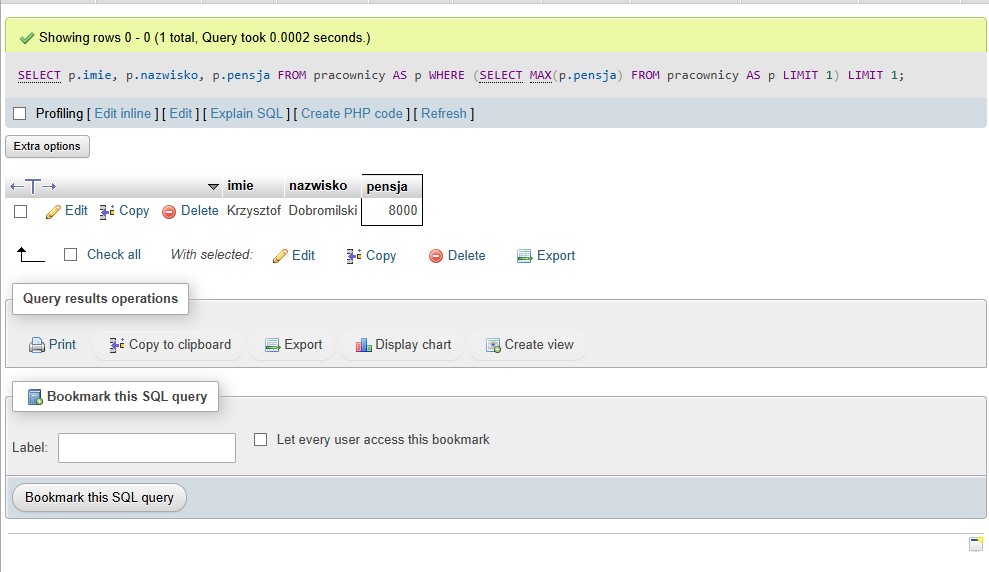 Showing rows 0 - 0 (1 total, Query took 0.0002 seconds.)
SELECT p.imie, p.nazwisko, p.pensja FROM pracownicy AS p WHERE (SELECT MAX(p.pensja) FROM pracownicy AS p LIMIT 1) LIMIT 1;
Profiling [ Edit inline ] [ Edit ] [ Explain SQL ] [ Create PHP code ] [ Refresh ]
Extra options
←T→ imie nazwisko pensja
Edit Copy Delete Krzysztof Dobromilski 8000
Check all With selected: Edit Copy Delete Export
Query results operations
Print Copy to clipboard Export Display chart Create view
Bookmark this SQL query
Label: Let every user access this bookmark
Bookmark this SQL query